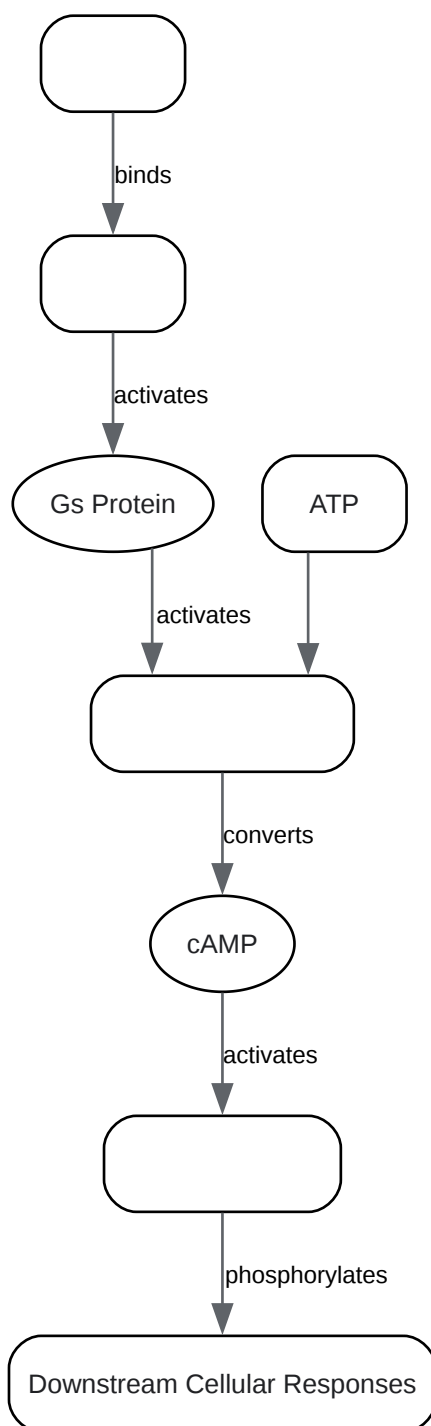 binds
activates
Gs Protein
ATP
activates
converts
cAMP
activates
phosphorylates
Downstream Cellular Responses